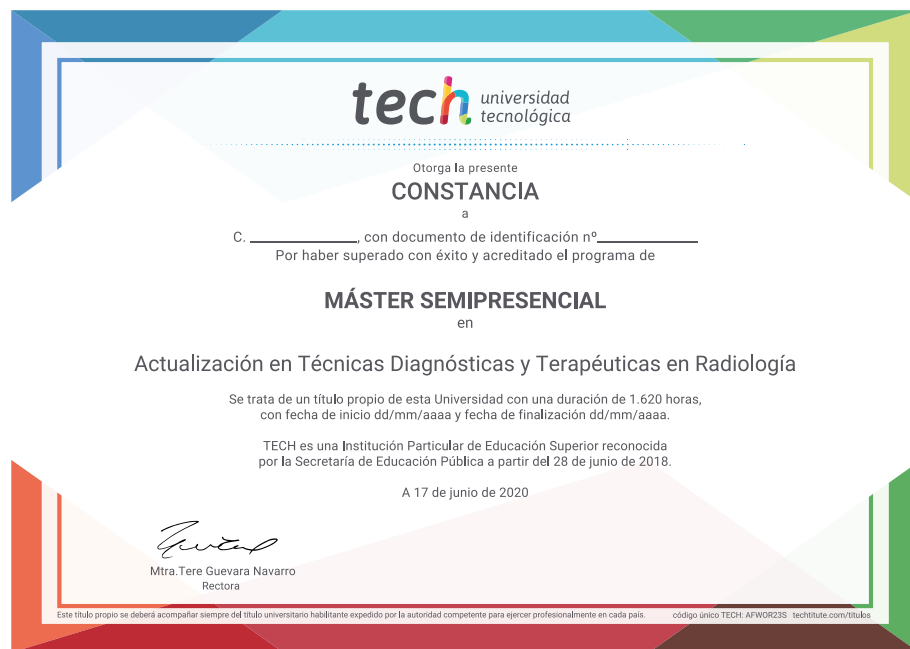 tech universidad
tecnológica
Otorga la presente
CONSTANCIA
a
C. ____________, con documento de identificación nº____________
Por haber superado con éxito y acreditado el programa de
MÁSTER SEMIPRESENCIAL
en
Actualización en Técnicas Diagnósticas y Terapéuticas en Radiología
Se trata de un título propio de esta Universidad con una duración de 1.620 horas,
con fecha de inicio dd/mm/aaaa y fecha de finalización dd/mm/aaaa.
TECH es una Institución Particular de Educación Superior reconocida
por la Secretaría de Educación Pública a partir del 28 de junio de 2018.
A 17 de junio de 2020
Mtra.Tere Guevara Navarro
Rectora
Este título propio se deberá acompañar siempre del título universitario habilitante expedido por la autoridad competente para ejercer profesionalmente en cada país. código único TECH: AFWOR23S techtitute.com/titulos